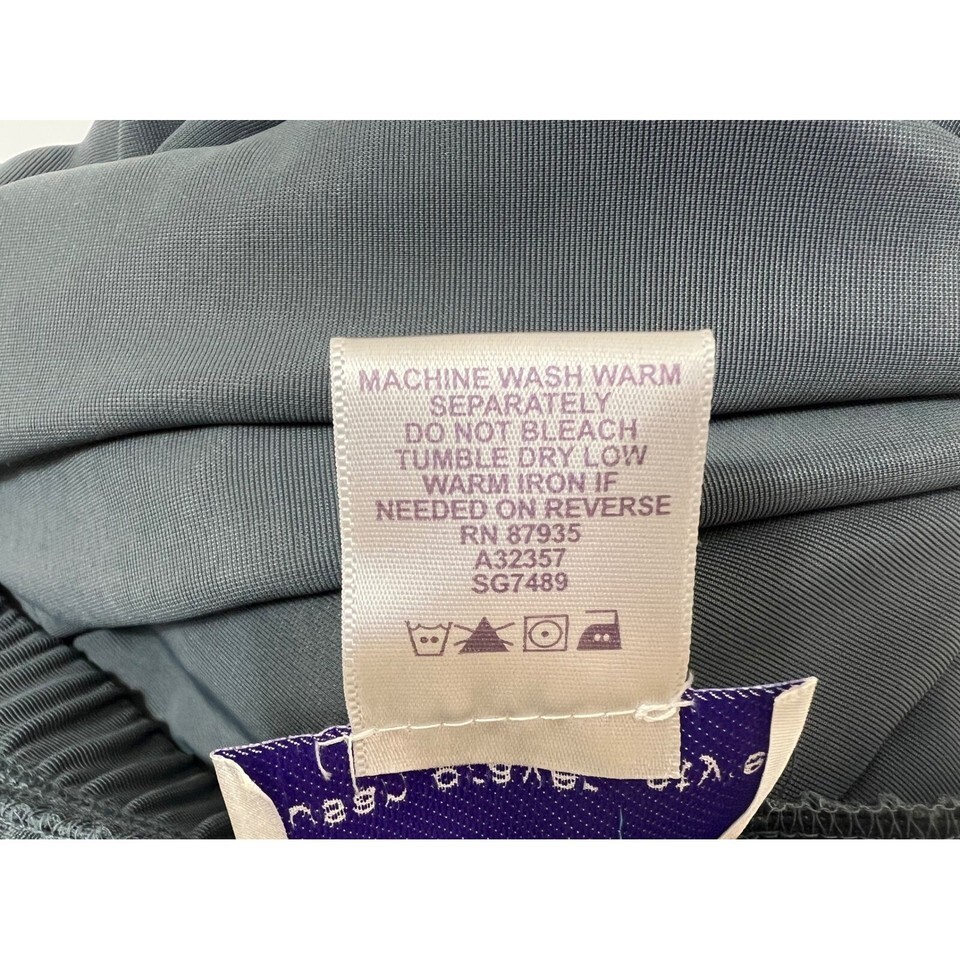 MACHINE WASH WARM
SEPARATELY
DO NOT BLEACH
TUMBLE DRY LOW
WARM IRON IF
NEEDED ON REVERSE
RN 87935
A32357
SG7489